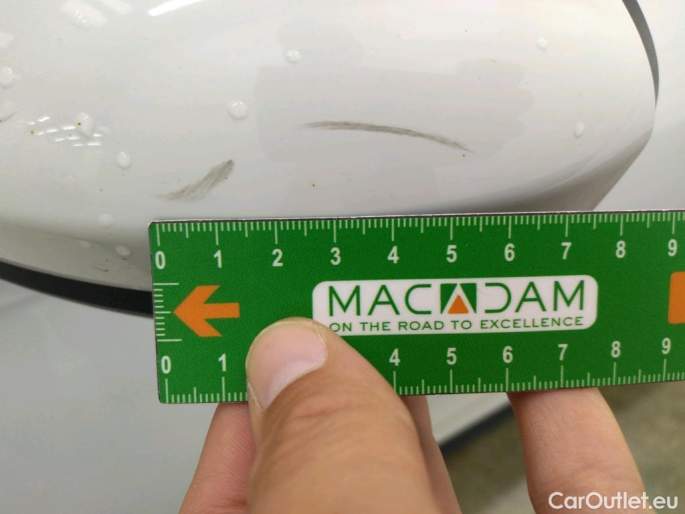 0 1 2 3 4 5 6 7 8 9
MACADAM
ON THE ROAD TO EXCELLENCE
0 1 4 5 6 7 8 9
CarOutlet.eu